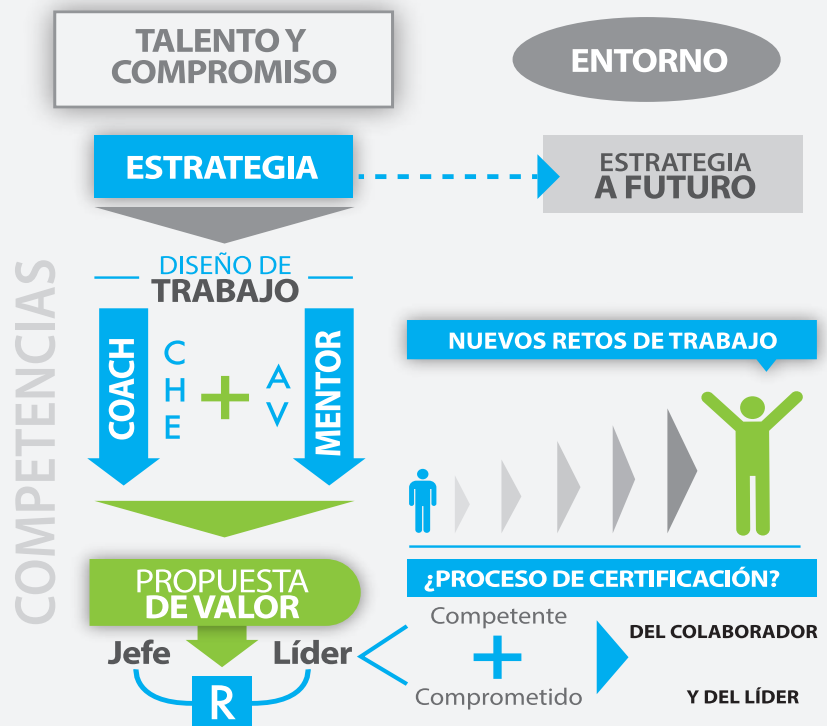 TALENTO Y
COMPROMISO
ENTORNO
ESTRATEGIA
ESTRATEGIA
A FUTURO
COMPETENCIAS
DISEÑO DE
TRABAJO
COACH
C
H
E
+
A
V
MENTOR
NUEVOS RETOS DE TRABAJO
PROPUESTA
DE VALOR
¿PROCESO DE CERTIFICACIÓN?
Jefe
Líder
R
Competente
+
Comprometido
DEL COLABORADOR
Y DEL LÍDER